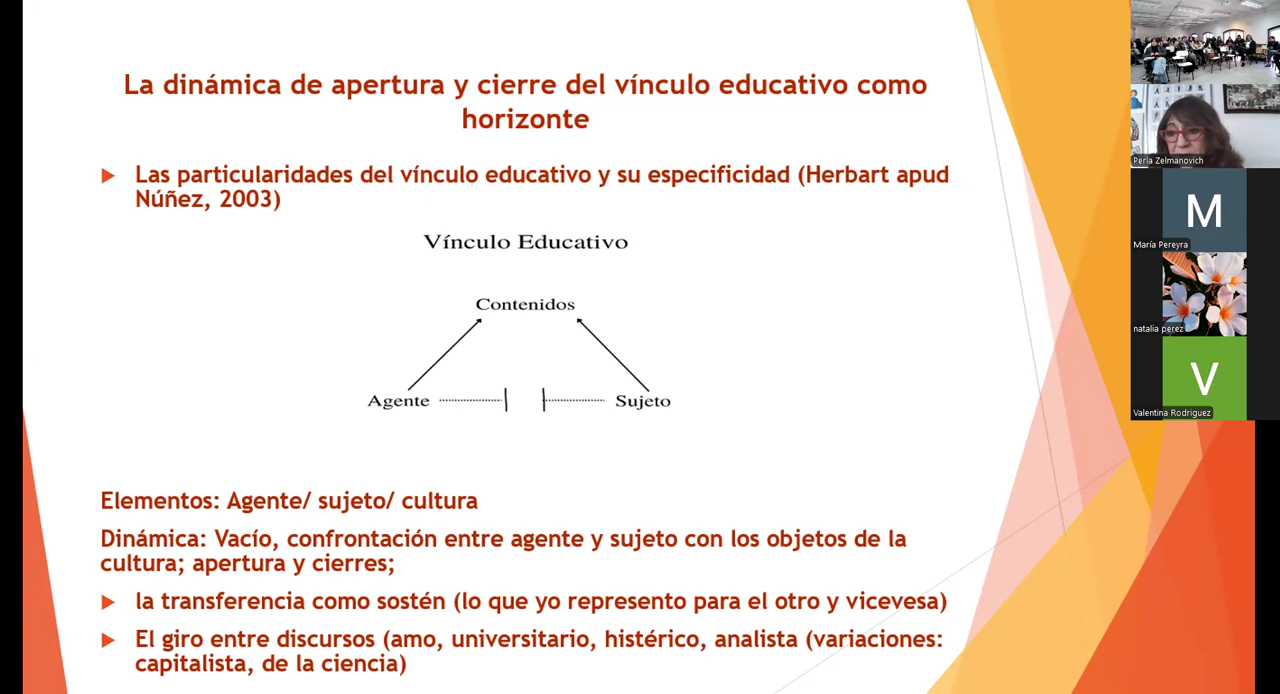 La dinámica de apertura y cierre del vínculo educativo como
horizonte
Las particularidades del vínculo educativo y su especificidad (Herbart apud
Núñez, 2003)
Vínculo Educativo
Contenidos
Agente
Sujeto
Elementos: Agente/ sujeto/ cultura
Dinámica: Vacío, confrontación entre agente y sujeto con los objetos de la
cultura; apertura y cierres;
la transferencia como sostén (lo que yo represento para el otro y vicevesa)
El giro entre discursos (amo, universitario, histérico, analista (variaciones:
capitalista, de la ciencia)
Perla Zelmanovich
M
María Pereyra
natalia perez
V
Valentina Rodriguez